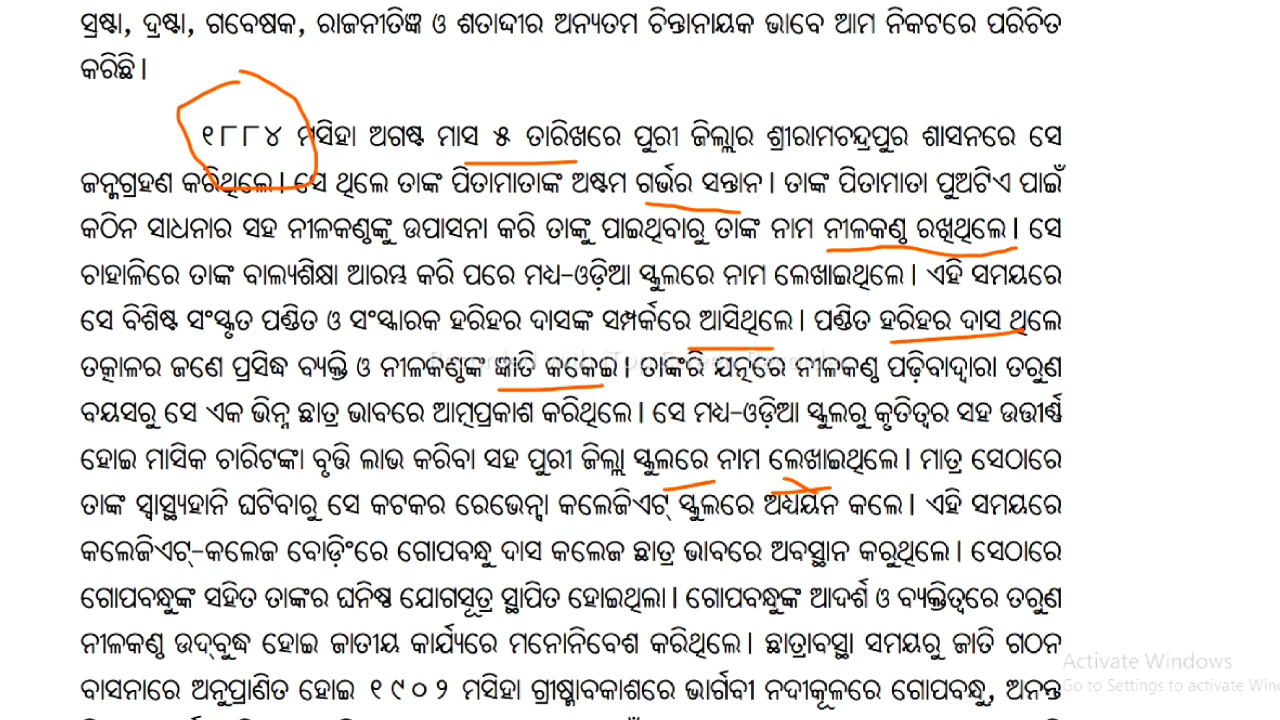 ସ୍ରଷ୍ଟା, ଦ୍ରଷ୍ଟା, ଗବେଷକ, ରାଜନୀତିଜ୍ଞ ଓ ଶତାବ୍ଦୀର ଅନ୍ୟତମ ଚିନ୍ତାନାୟକ ଭାବେ ଆମ ନିକଟରେ ପରିଚିତ
କରିଛି।
୧୮୮୪ ମସିହା ଅଗଷ୍ଟ ମାସ ୫ ତାରିଖରେ ପୁରୀ ଜିଲ୍ଲାର ଶ୍ରୀରାମଚନ୍ଦ୍ରପୁର ଶାସନରେ ସେ
ଜନ୍ମଗ୍ରହଣ କରିଥିଲେ। ସେ ଥିଲେ ତାଙ୍କ ପିତାମାତାଙ୍କ ଅଷ୍ଟମ ଗର୍ଭର ସନ୍ତାନ। ତାଙ୍କ ପିତାମାତା ପୁଅଟିଏ ପାଇଁ
କଠିନ ସାଧନାର ସହ ନୀଳକଣ୍ଠଙ୍କୁ ଉପାସନା କରି ତାଙ୍କୁ ପାଇଥିବାରୁ ତାଙ୍କ ନାମ ନୀଳକଣ୍ଠ ରଖିଥିଲେ। ସେ
ଚାହାଳିରେ ତାଙ୍କ ବାଲ୍ୟଶିକ୍ଷା ଆରମ୍ଭ କରି ପରେ ମଧ୍ୟ-ଓଡ଼ିଆ ସ୍କୁଲରେ ନାମ ଲେଖାଇଥିଲେ। ଏହି ସମୟରେ
ସେ ବିଶିଷ୍ଟ ସଂସ୍କୃତ ପଣ୍ଡିତ ଓ ସଂସ୍କାରକ ହରିହର ଦାସଙ୍କ ସମ୍ପର୍କରେ ଆସିଥିଲେ। ପଣ୍ଡିତ ହରିହର ଦାସ ଥିଲେ
ତତ୍କାଳର ଜଣେ ପ୍ରସିଦ୍ଧ ବ୍ୟକ୍ତି ଓ ନୀଳକଣ୍ଠଙ୍କ ଜ୍ଞାତି କକେଇ। ତାଙ୍କରି ଯତ୍ନରେ ନୀଳକଣ୍ଠ ପଢ଼ିବାଦ୍ୱାରା ତରୁଣ
ବୟସରୁ ସେ ଏକ ଭିନ୍ନ ଛାତ୍ର ଭାବରେ ଆତ୍ମପ୍ରକାଶ କରିଥିଲେ। ସେ ମଧ୍ୟ-ଓଡ଼ିଆ ସ୍କୁଲରୁ କୃତିତ୍ୱର ସହ ଉତ୍ତୀର୍ଣ୍ଣ
ହୋଇ ମାସିକ ଚାରିଟଙ୍କା ବୃତ୍ତି ଲାଭ କରିବା ସହ ପୁରୀ ଜିଲ୍ଲା ସ୍କୁଲରେ ନାମ ଲେଖାଇଥିଲେ। ମାତ୍ର ସେଠାରେ
ତାଙ୍କ ସ୍ୱାସ୍ଥ୍ୟହାନି ଘଟିବାରୁ ସେ କଟକର ରେଭେନ୍ସା କଲେଜିଏଟ୍ ସ୍କୁଲରେ ଅଧ୍ୟୟନ କଲେ। ଏହି ସମୟରେ
କଲେଜିଏଟ୍-କଲେଜ ବୋଡ଼ିଂରେ ଗୋପବନ୍ଧୁ ଦାସ କଲେଜ ଛାତ୍ର ଭାବରେ ଅବସ୍ଥାନ କରୁଥିଲେ। ସେଠାରେ
ଗୋପବନ୍ଧୁଙ୍କ ସହିତ ତାଙ୍କର ଘନିଷ୍ଠ ଯୋଗସୂତ୍ର ସ୍ଥାପିତ ହୋଇଥିଲା। ଗୋପବନ୍ଧୁଙ୍କ ଆଦର୍ଶ ଓ ବ୍ୟକ୍ତିତ୍ୱରେ ତରୁଣ
ନୀଳକଣ୍ଠ ଉଦ୍‌ବୁଦ୍ଧ ହୋଇ ଜାତୀୟ କାର୍ଯ୍ୟରେ ମନୋନିବେଶ କରିଥିଲେ। ଛାତ୍ରାବସ୍ଥା ସମୟରୁ ଜାତି ଗଠନ
Activate Windows
Go to Settings to activate Win
ବାସନାରେ ଅନୁପ୍ରାଣିତ ହୋଇ ୧୯୦୨ ମସିହା ଗ୍ରୀଷ୍ମାବକାଶରେ ଭାର୍ଗବୀ ନଦୀକୂଳରେ ଗୋପବନ୍ଧୁ, ଅନନ୍ତ